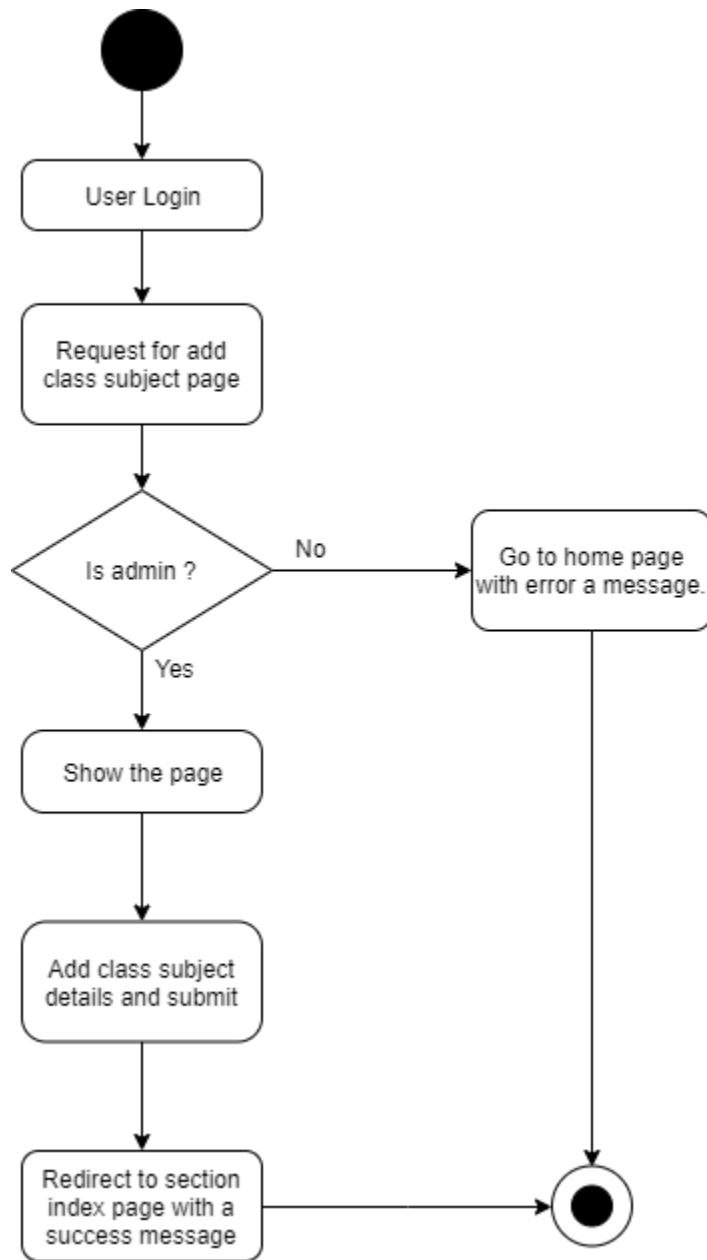 User Login
Request for add
class subject page
Is admin ?
No
Go to home page
with error a message.
Yes
Show the page
Add class subject
details and submit
Redirect to section
index page with a
success message